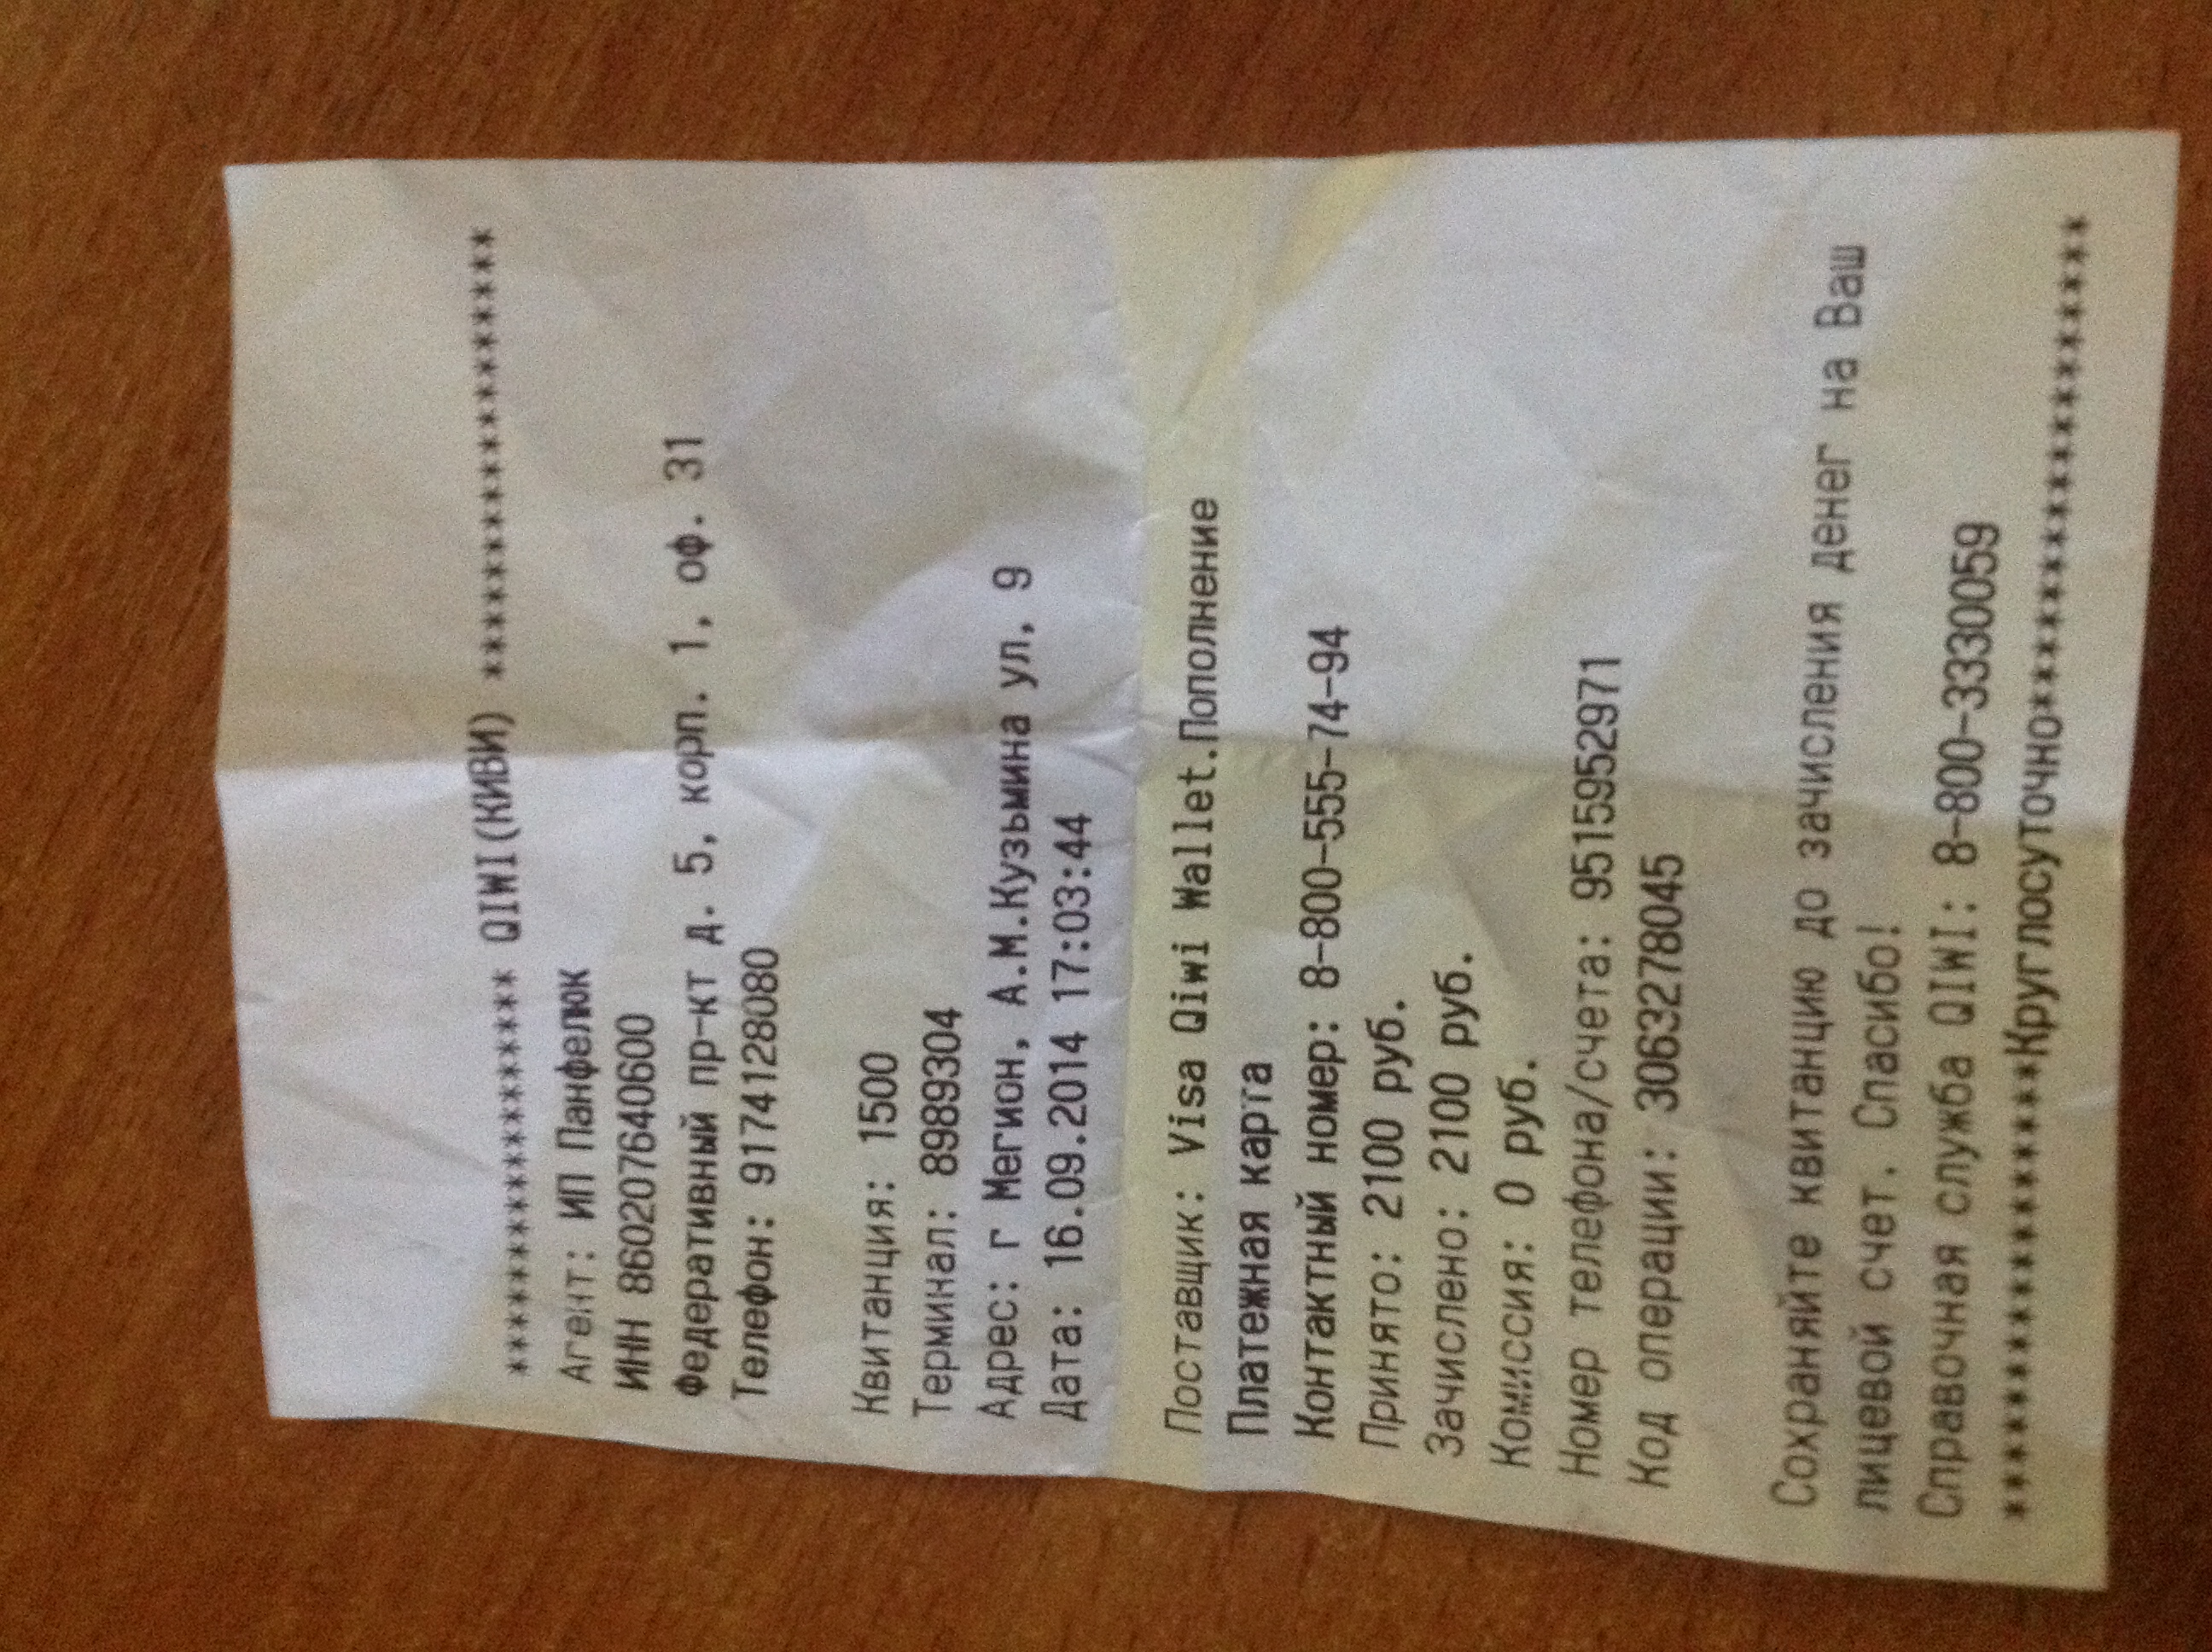 **************** QIWI(КИВИ) *****************
Агент: ИП Панфелюк
ИНН 860207640600
Федеративный пр-кт д. 5, корп. 1, оф. 31
Телефон: 91741280800
Квитанция: 1500
Терминал: 8989304
Адрес: г Мегион, А.М.Кузьмина ул, 9
Дата: 16.09.2014 17:03:44
Поставщик: Visa Qiwi Wallet.Пополнение
Платежная карта
Контактный номер: 8-800-555-74-94
Принято: 2100 руб.
Зачислено: 2100 руб.
Комиссия: 0 руб.
Номер телефона/счета: 9515952971
Код операции: 3063278045
Сохраняйте квитанцию до зачисления денег на Ваш
лицевой счет. Спасибо!
Справочная служба QIWI: 8-800-3330059
*****************Круглосуточно******************